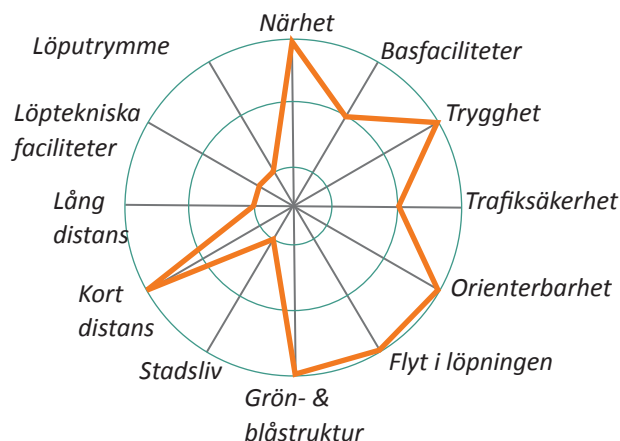 Närhet
Basfaciliteter
Trygghet
Trafiksäkerhet
Orienterbarhet
Flyt i löpningen
Grön- &
blåstruktur
Stadsliv
Kort
distans
Lång
distans
Löptekniska
faciliteter
Löputrymme